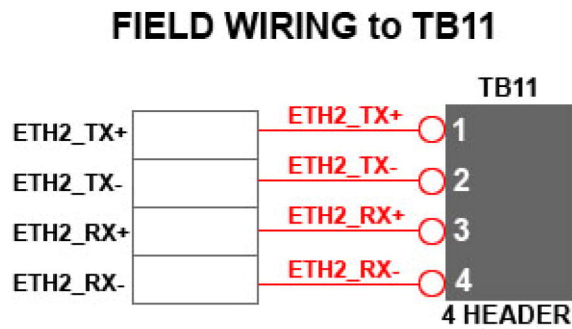 FIELD WIRING to TB11
TB11
ETH2_TX+ ETH2_TX+ 1
ETH2_TX- ETH2_TX- 2
ETH2_RX+ ETH2_RX+ 3
ETH2_RX- ETH2_RX- 4
4 HEADER